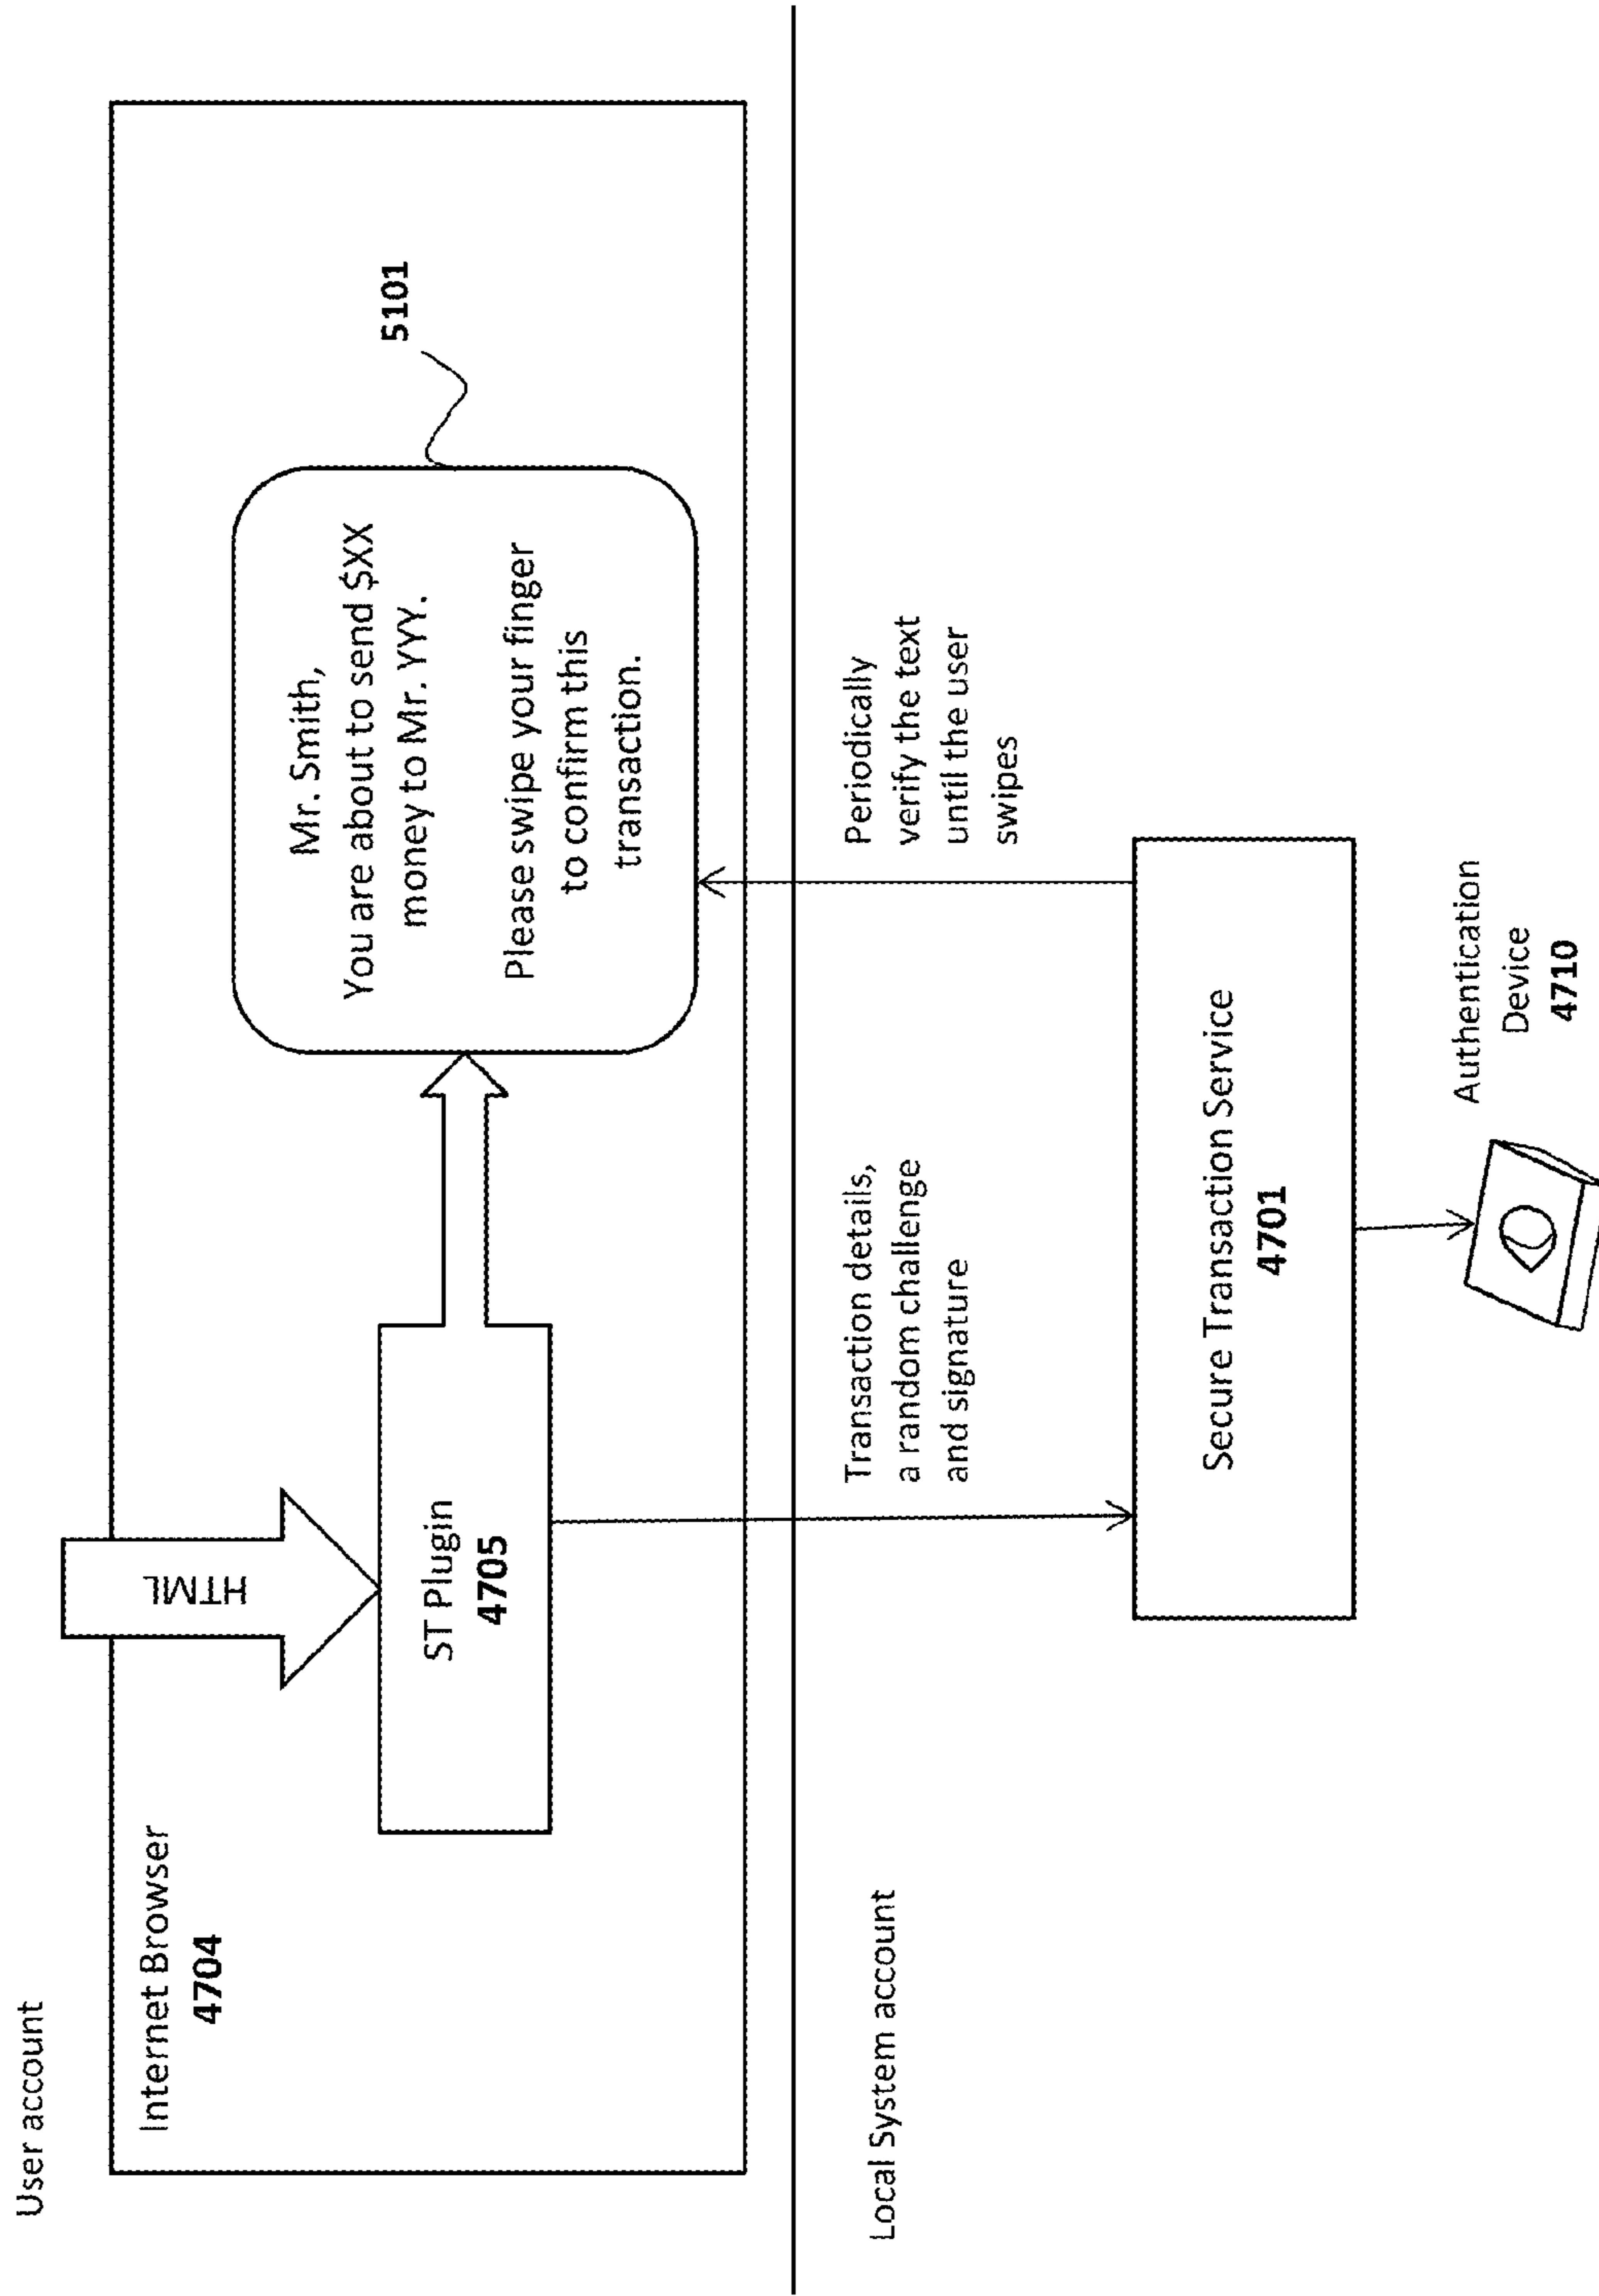 User account
Internet Browser
4704
HTML
ST Plugin
4705
Mr. Smith,
You are about to send $XX
money to Mr. YYY.
Please swipe your finger
to confirm this
transaction.
5101
Local System account
Transaction details,
a random challenge
and signature
Periodically
verify the text
until the user
swipes
Secure Transaction Service
4701
Authentication
Device
4710